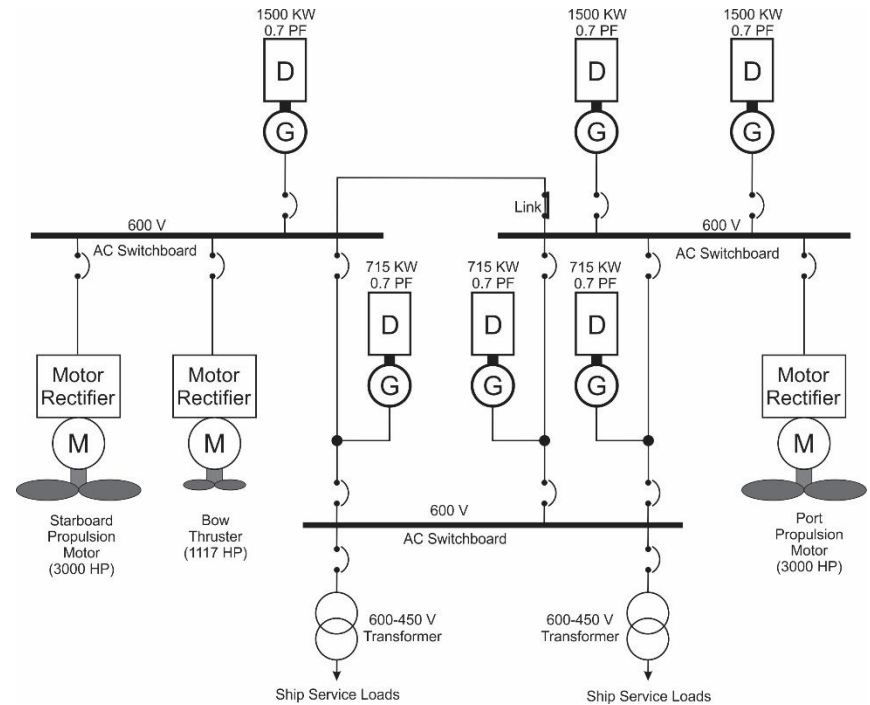 1500 KW
0.7 PF
D
G
1500 KW
0.7 PF
D
G
1500 KW
0.7 PF
D
G
Link
600 V
AC Switchboard
600 V
AC Switchboard
715 KW
0.7 PF
D
G
715 KW
0.7 PF
D
G
715 KW
0.7 PF
D
G
Motor
Rectifier
M
Starboard
Propulsion
Motor
(3000 HP)
Motor
Rectifier
M
Bow
Thruster
(1117 HP)
Motor
Rectifier
M
Port
Propulsion
Motor
(3000 HP)
600 V
AC Switchboard
600-450 V
Transformer
Ship Service Loads
600-450 V
Transformer
Ship Service Loads